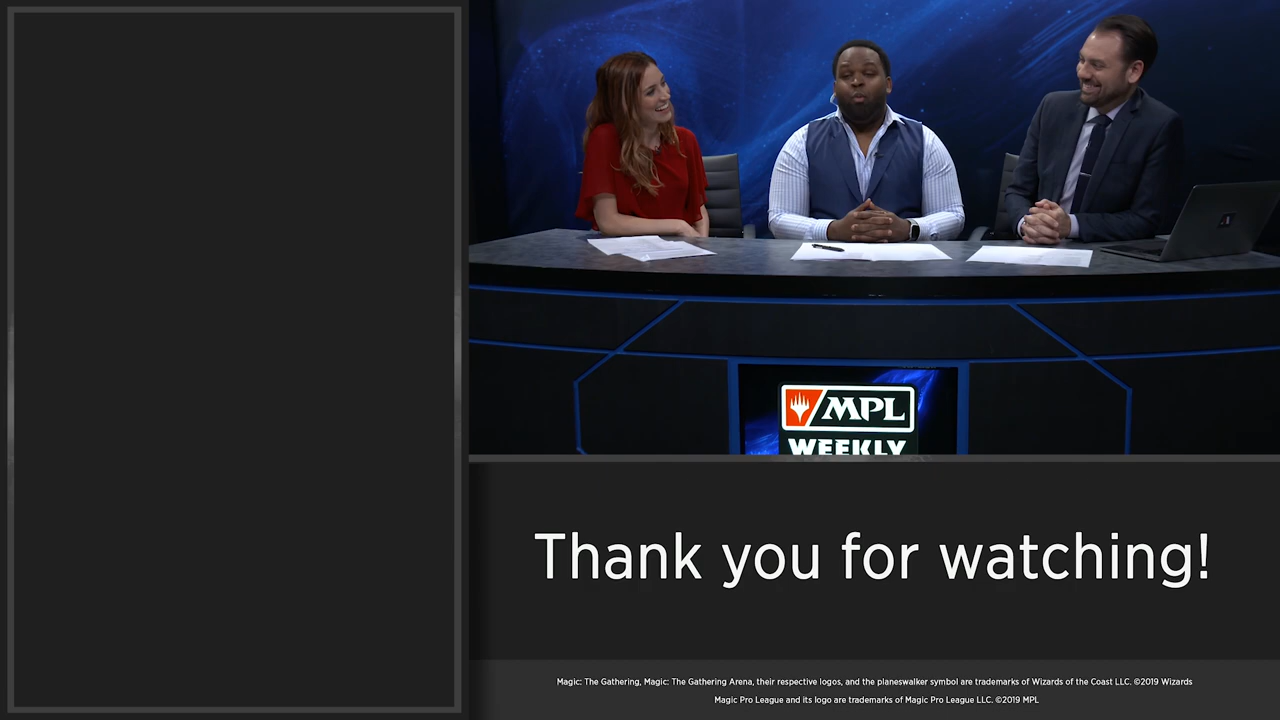 MPL
WEEKLY
Thank you for watching!
Magic: The Gathering, Magic: The Gathering Arena, their respective logos, and the planeswalker symbol are trademarks of Wizards of the Coast LLC. ©2019 Wizards
Magic Pro League and its logo are trademarks of Magic Pro League LLC. ©2019 MPL